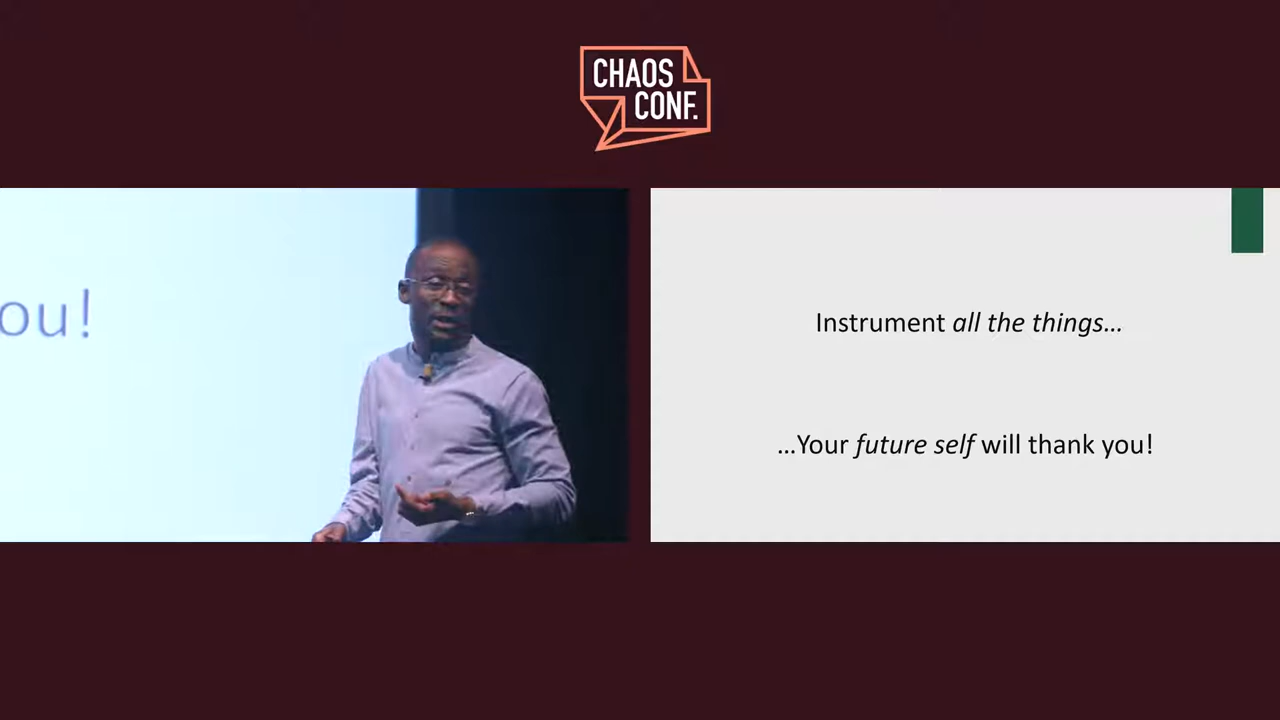 CHAOS
CONF.
ou!
Instrument all the things...
...Your future self will thank you!